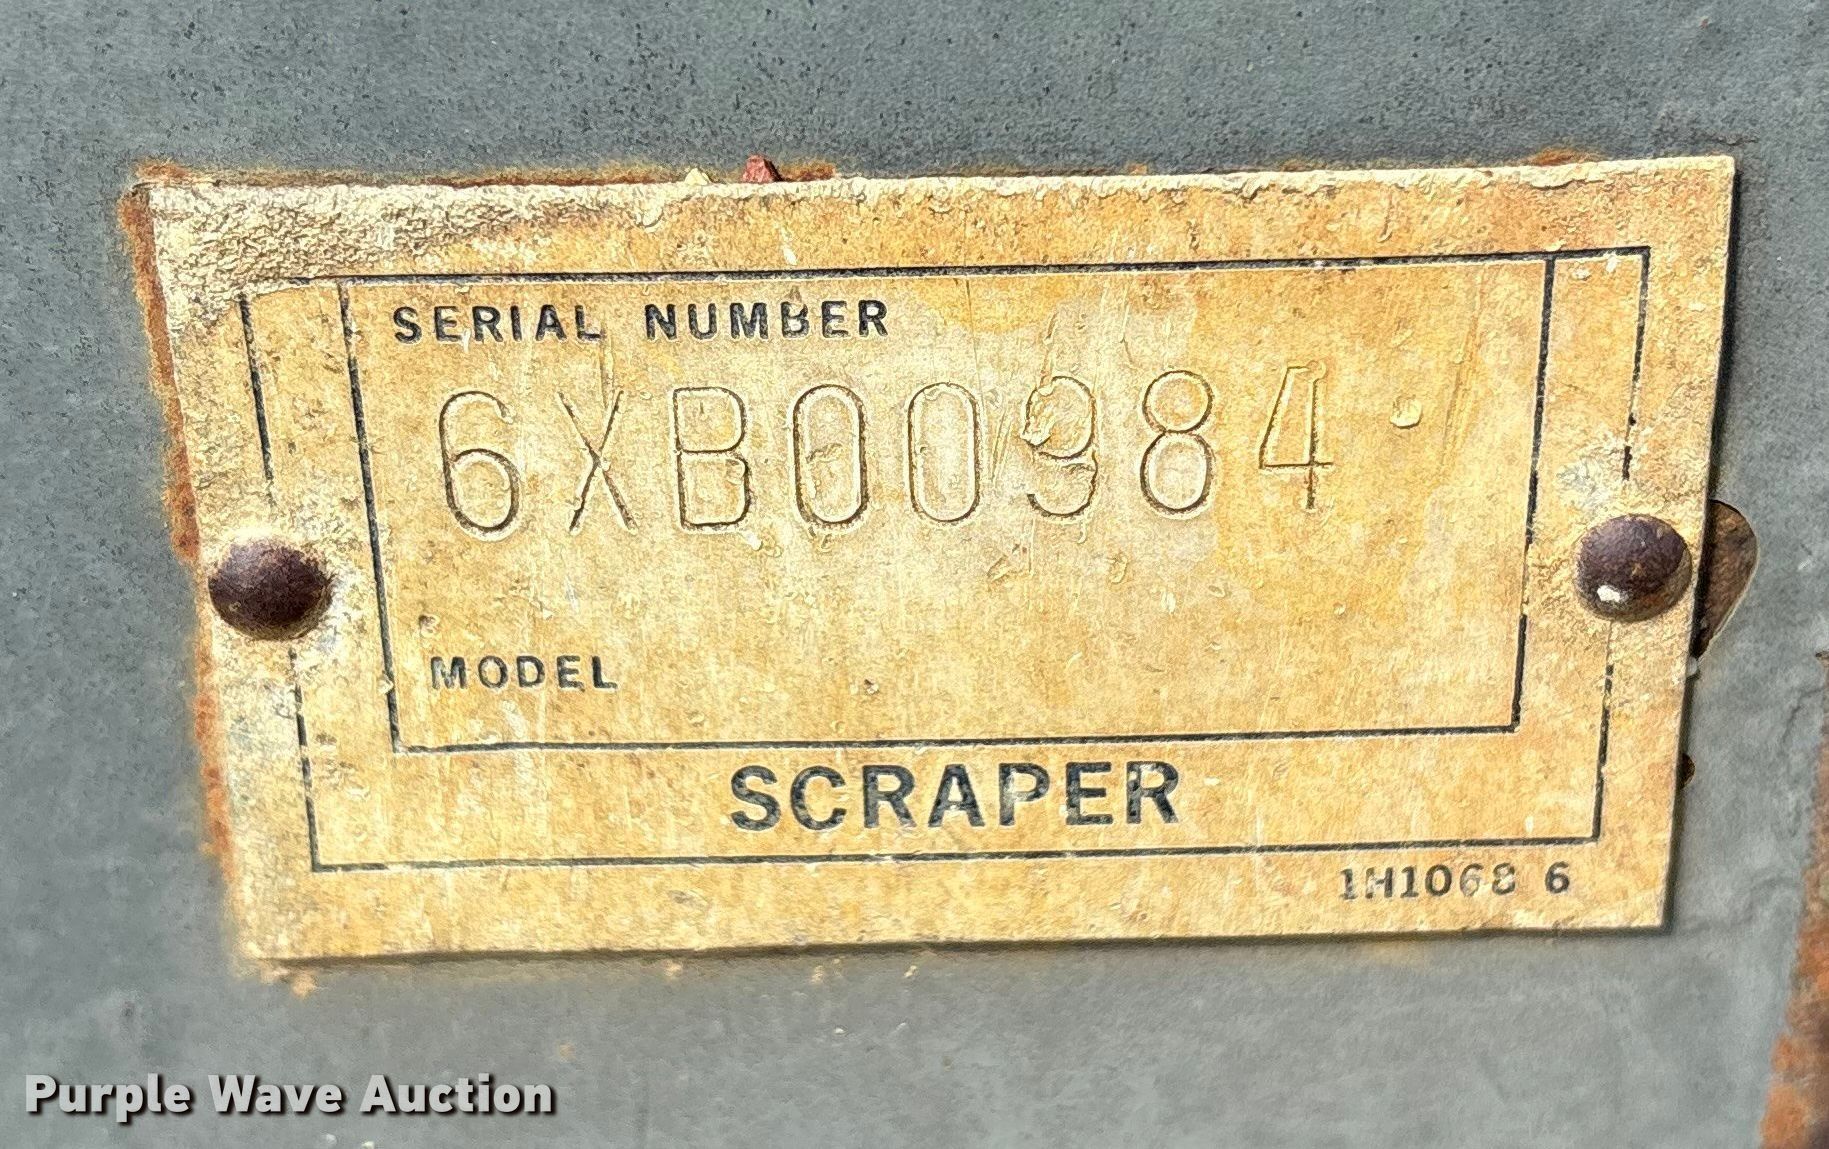 SERIAL NUMBER
6XB00984
MODEL
SCRAPER
1H1068 6
Purple Wave Auction